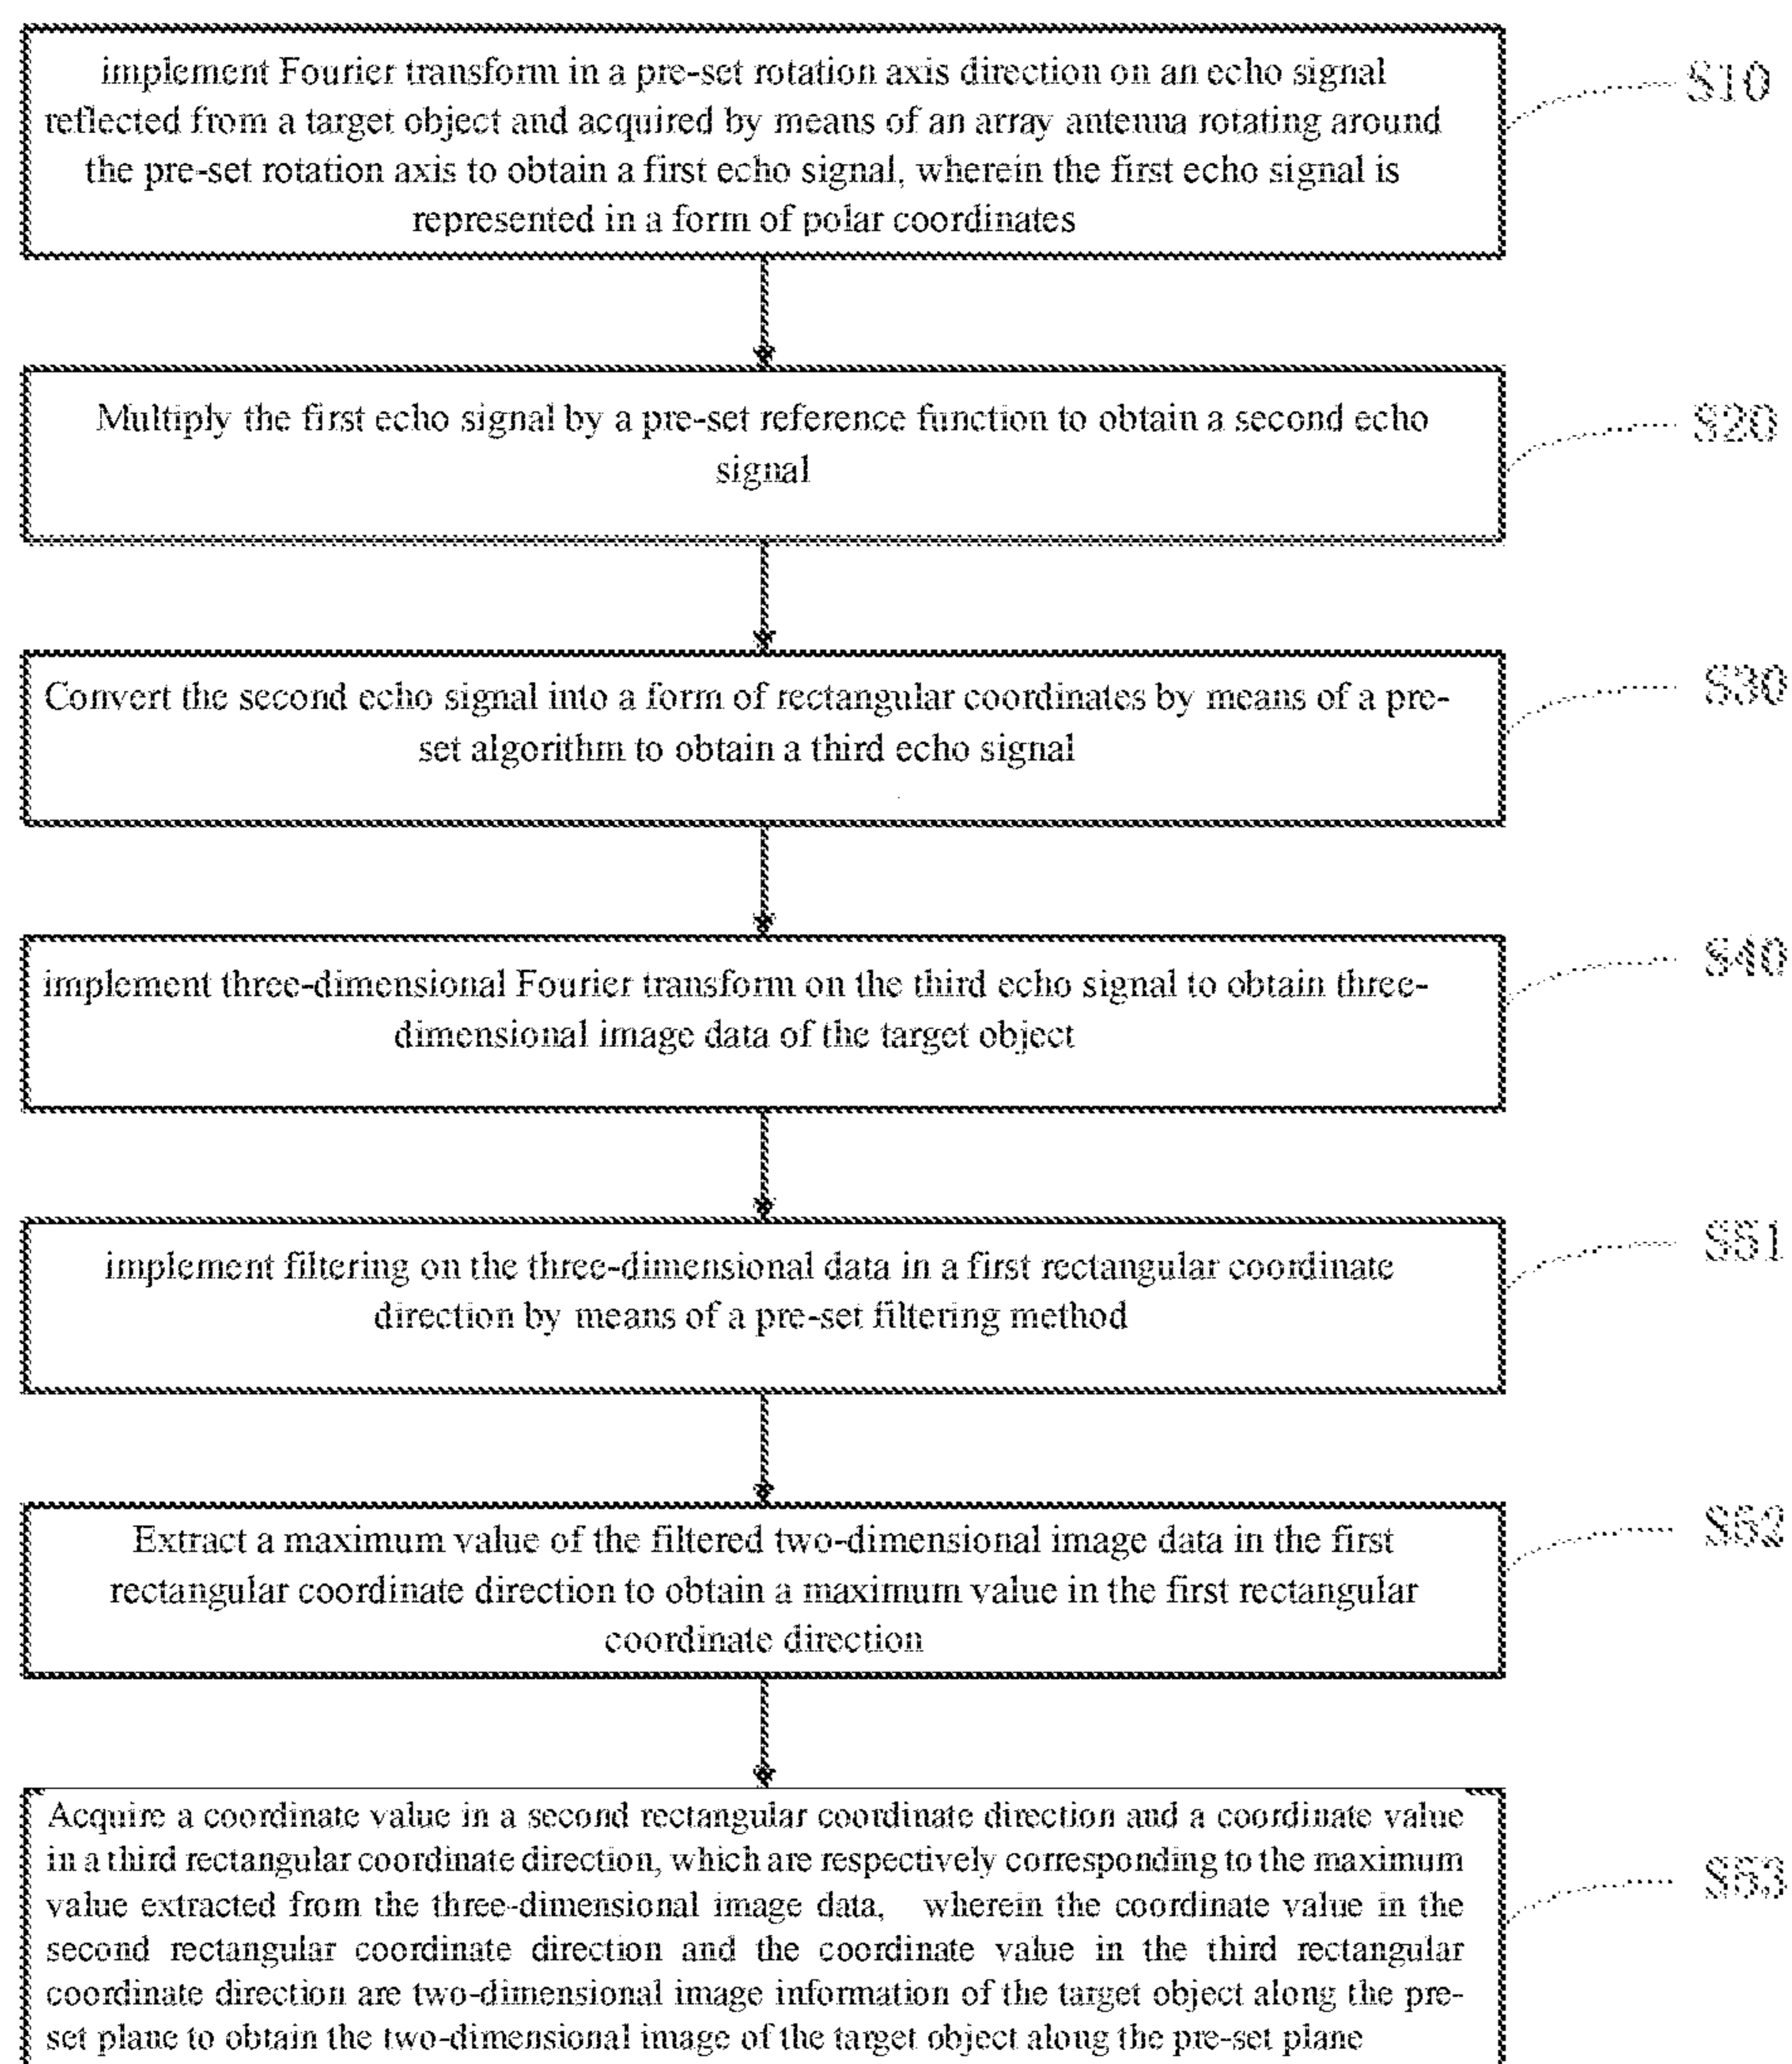 implement Fourier transform in a pre-set rotation axis direction on an echo signal
reflected from a target object and acquired by means of an array antenna rotating around
the pre-set rotation axis to obtain a first echo signal, wherein the first echo signal is
represented in a form of polar coordinates
S10
Multiply the first echo signal by a pre-set reference function to obtain a second echo
signal
S20
Convert the second echo signal into a form of rectangular coordinates by means of a pre-
set algorithm to obtain a third echo signal
S30
implement three-dimensional Fourier transform on the third echo signal to obtain three-
dimensional image data of the target object
S40
implement filtering on the three-dimensional data in a first rectangular coordinate
direction by means of a pre-set filtering method
S51
Extract a maximum value of the filtered two-dimensional image data in the first
rectangular coordinate direction to obtain a maximum value in the first rectangular
coordinate direction
S52
Acquire a coordinate value in a second rectangular coordinate direction and a coordinate value
in a third rectangular coordinate direction, which are respectively corresponding to the maximum
value extracted from the three-dimensional image data, wherein the coordinate value in the
second rectangular coordinate direction and the coordinate value in the third rectangular
coordinate direction are two-dimensional image information of the target object along the pre-
set plane to obtain the two-dimensional image of the target object along the pre-set plane
S53